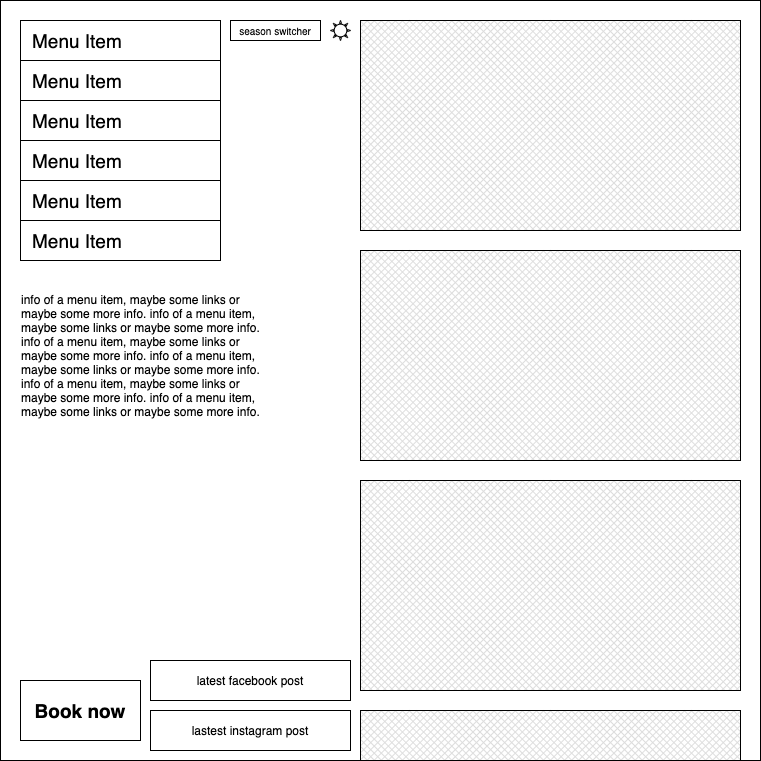 Menu Item
season switcher
Menu Item
Menu Item
Menu Item
Menu Item
Menu Item
info of a menu item, maybe some links or
maybe some more info. info of a menu item,
maybe some links or maybe some more info.
info of a menu item, maybe some links or
maybe some more info. info of a menu item,
maybe some links or maybe some more info.
info of a menu item, maybe some links or
maybe some more info. info of a menu item,
maybe some links or maybe some more info.
latest facebook post
Book now
lastest instagram post